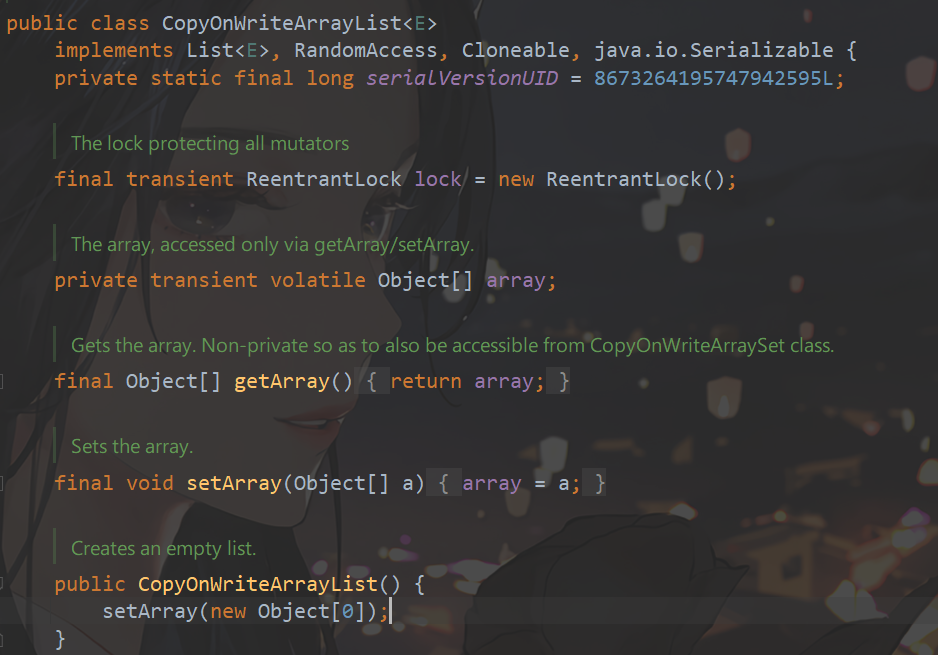 public class CopyOnWriteArrayList<E>
implements List<E>, RandomAccess, Cloneable, java.io.Serializable {
private static final long serialVersionUID = 8673264195747942595L;
The lock protecting all mutators
final transient ReentrantLock lock = new ReentrantLock();
The array, accessed only via getArray/setArray.
private transient volatile Object[] array;
Gets the array. Non-private so as to also be accessible from CopyOnWriteArraySet class.
final Object[] getArray() { return array; }
Sets the array.
final void setArray(Object[] a) { array = a; }
Creates an empty list.
public CopyOnWriteArrayList() {
setArray(new Object[0]);
}